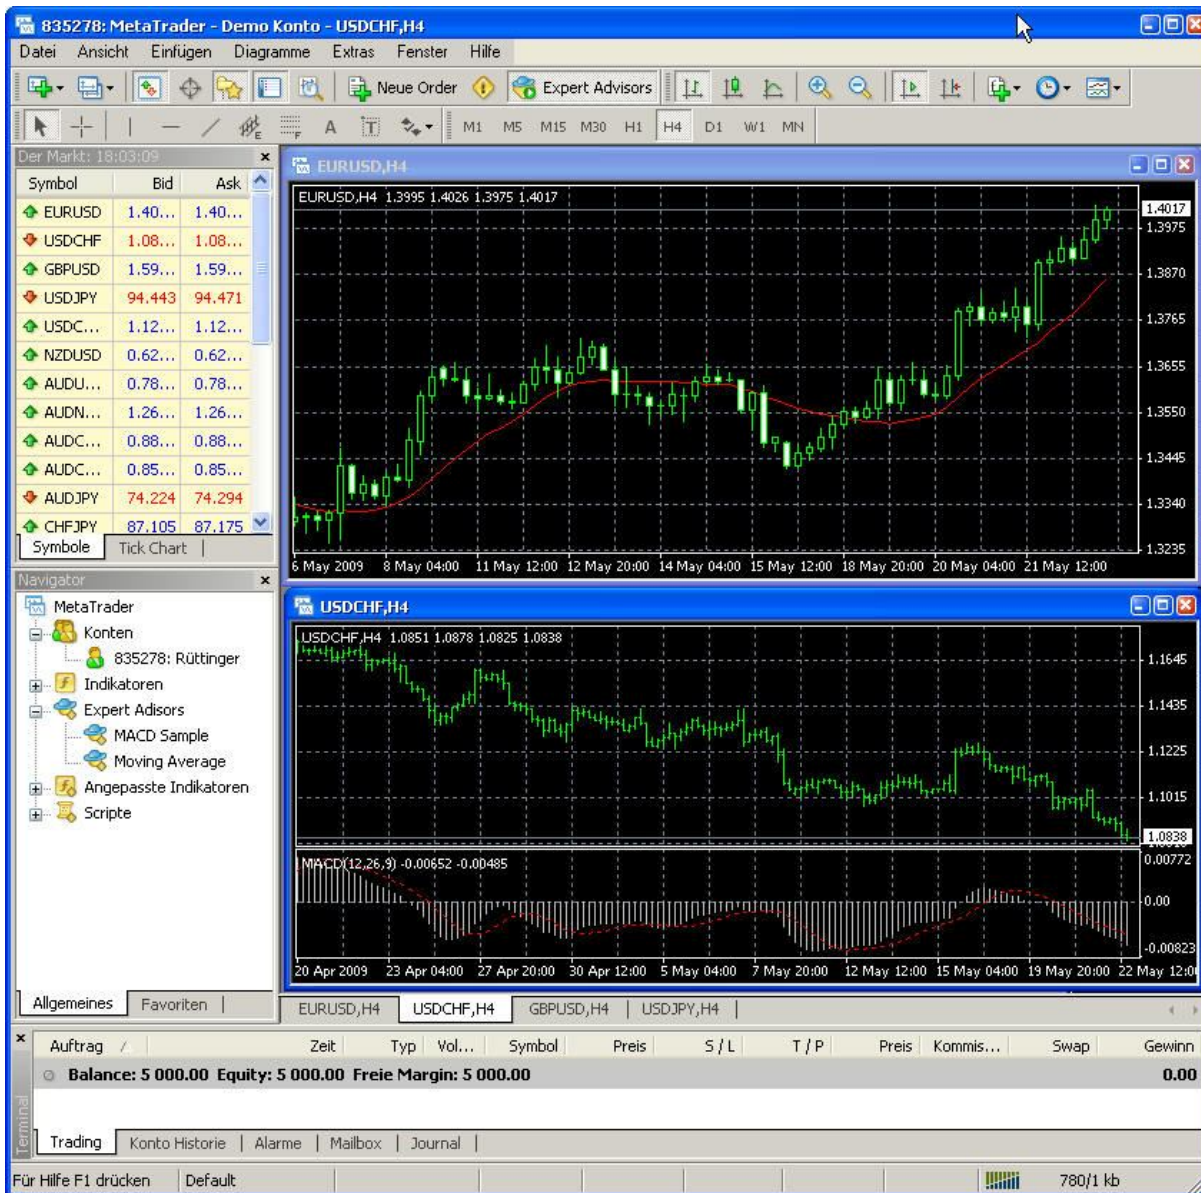 835278: MetaTrader - Demo Konto - USDCHF,H4
Datei Ansicht Einfügen Diagramme Extras Fenster Hilfe
Neue Order Expert Advisors
E F A T M1 M5 M15 M30 H1 H4 D1 W1 MN
Der Markt: 18:03:09
Symbol Bid Ask
EURUSD 1.40... 1.40...
USDCHF 1.08... 1.08...
GBPUSD 1.59... 1.59...
USDJPY 94.443 94.471
USDC... 1.12... 1.12...
NZDUSD 0.62... 0.62...
AUDU... 0.78... 0.78...
AUDN... 1.26... 1.26...
AUDC... 0.88... 0.88...
AUDC... 0.85... 0.85...
AUDJPY 74.224 74.294
CHFJPY 87.105 87.175
Symbole Tick Chart
Navigator
MetaTrader
Konten
835278: Rüttinger
Indikatoren
Expert Adisors
MACD Sample
Moving Average
Angepasste Indikatoren
Scripte
Allgemeines Favoriten
EURUSD,H4
EURUSD,H4 1.3995 1.4026 1.3975 1.4017
1.4017
1.3975
1.3870
1.3765
1.3655
1.3550
1.3445
1.3340
1.3235
6 May 2009 8 May 04:00 11 May 12:00 12 May 20:00 14 May 04:00 15 May 12:00 18 May 20:00 20 May 04:00 21 May 12:00
USDCHF,H4
USDCHF,H4 1.0851 1.0878 1.0825 1.0838
1.1645
1.1435
1.1225
1.1015
1.0838
MACD(12,26,9) -0.00652 -0.00485
0.00772
0.00
-0.00823
20 Apr 2009 23 Apr 04:00 27 Apr 20:00 30 Apr 12:00 5 May 04:00 7 May 20:00 12 May 12:00 15 May 04:00 19 May 20:00 22 May 12:00
EURUSD,H4 USDCHF,H4 GBPUSD,H4 USDJPY,H4
Auftrag Zeit Typ Vol... Symbol Preis S / L T / P Preis Kommis... Swap Gewinn
Balance: 5 000.00 Equity: 5 000.00 Freie Margin: 5 000.00 0.00
Terminal
Trading Konto Historie Alarme Mailbox Journal
Für Hilfe F1 drücken Default 780/1 kb